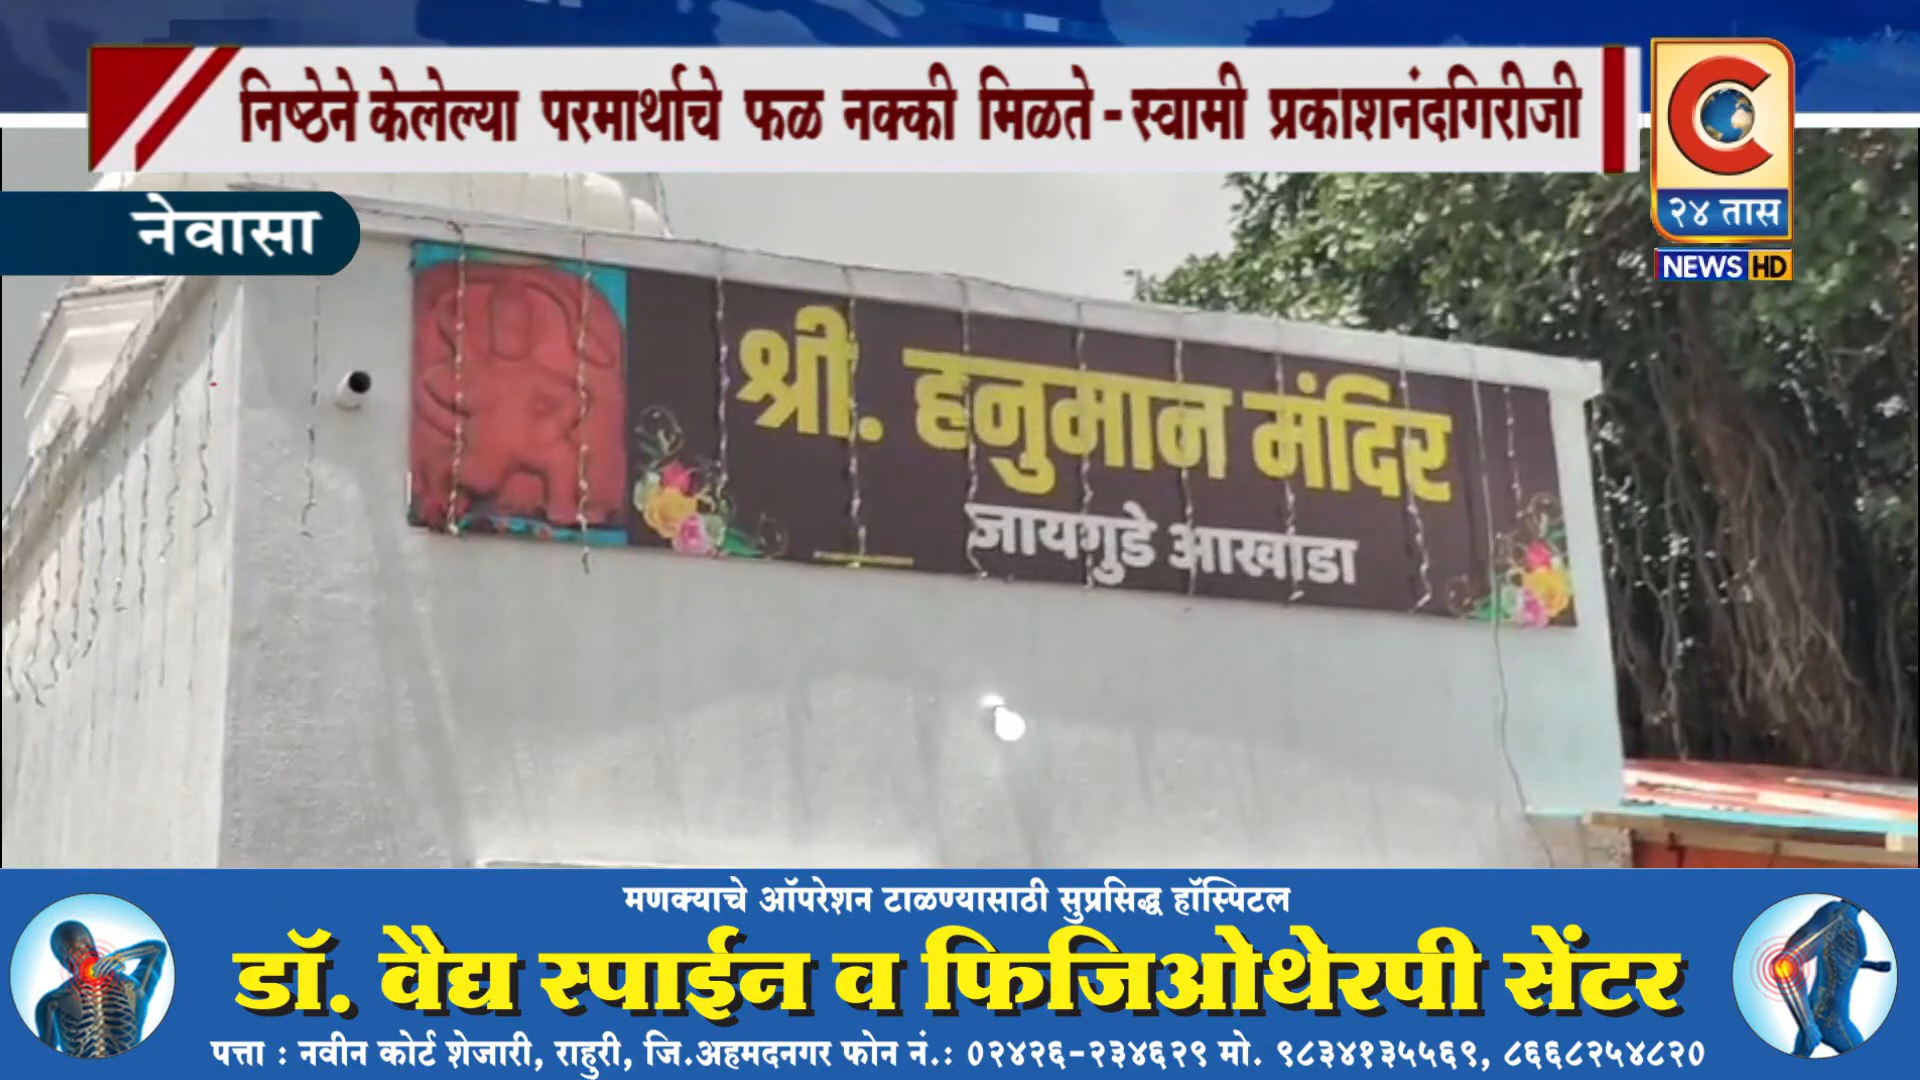 निष्ठेने केलेल्या परमार्थाचे फळ नक्की मिळते - स्वामी प्रकाशनंदगिरीजी
२४ तास
NEWS HD
नेवासा
श्री. हनुमान मंदिर
जायगुडे आखाडा
मणक्याचे ऑपरेशन टाळण्यासाठी सुप्रसिद्ध हॉस्पिटल
डॉ. वैद्य स्पाईन व फिजिओथेरपी सेंटर
पत्ता : नवीन कोर्ट शेजारी, राहुरी, जि.अहमदनगर फोन नं.: ०२४२६-२३४६२९ मो. ९८३४१३५५६९, ८६६८२५४८२०